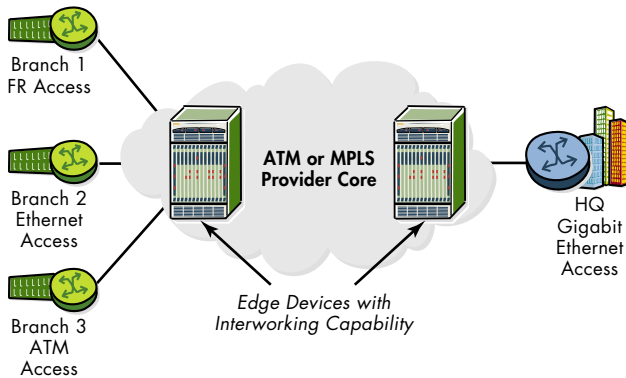 Branch 1
FR Access
Branch 2
Ethernet
Access
Branch 3
ATM
Access
ATM or MPLS
Provider Core
Edge Devices with
Interworking Capability
HQ
Gigabit
Ethernet
Access